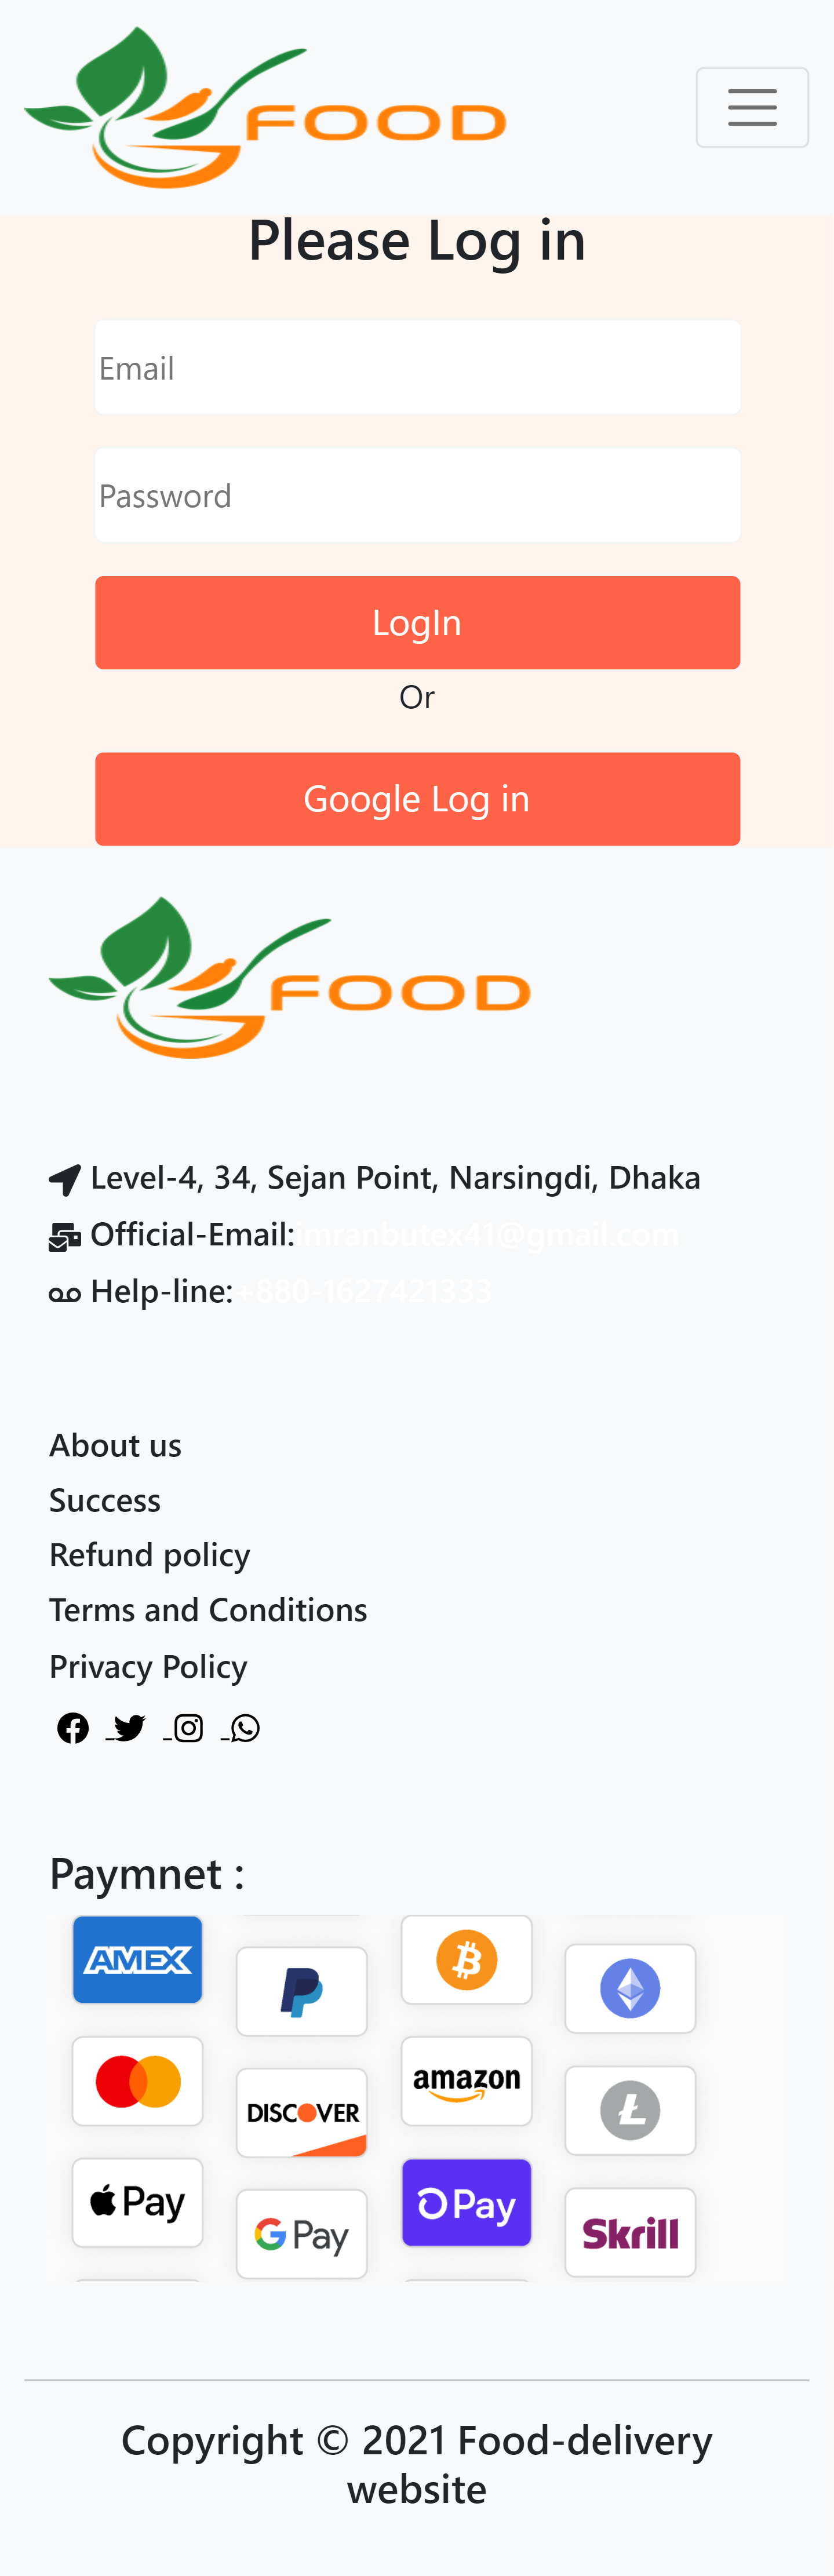 FOOD
Please Log in
Email
Password
LogIn
Or
Google Log in
FOOD
Level-4, 34, Sejan Point, Narsingdi, Dhaka
Official-Email:imranbutex41@gmail.com
Help-line:+880-1627421333
About us
Success
Refund policy
Terms and Conditions
Privacy Policy
Paymnet :
AMEX
DISCOVER
amazon
Pay
G Pay
Pay
Skrill
Copyright © 2021 Food-delivery
website